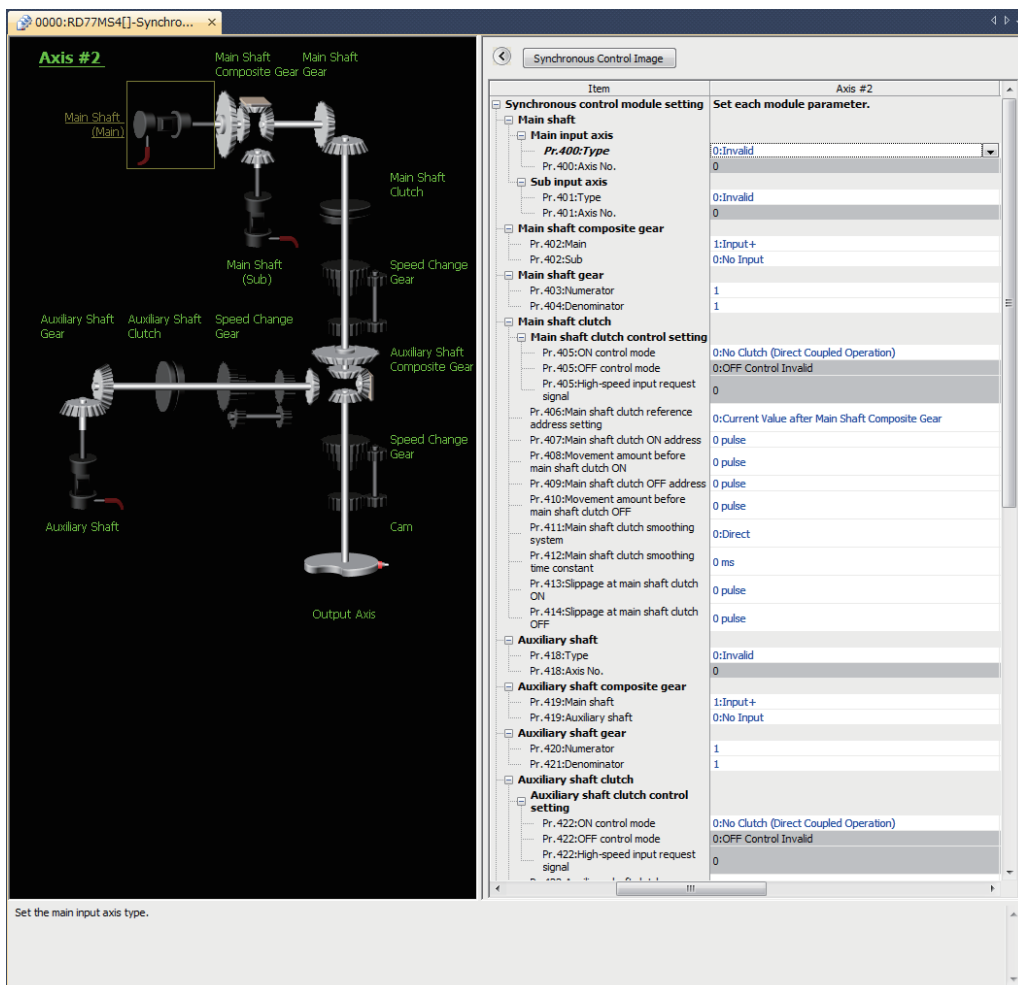 0000:RD77MS4[]-Synchro...
Axis #2
Main Shaft
Composite Gear
Main Shaft
Gear
Main Shaft
(Main)
Main Shaft
Clutch
Main Shaft
(Sub)
Speed Change
Gear
Auxiliary Shaft
Gear
Auxiliary Shaft
Clutch
Speed Change
Gear
Auxiliary Shaft
Composite Gear
Speed Change
Gear
Auxiliary Shaft
Cam
Output Axis
Synchronous Control Image
Item Axis #2
Synchronous control module setting Set each module parameter.
Main shaft
Main input axis
Pr.400:Type 0:Invalid
Pr.400:Axis No. 0
Sub input axis
Pr.401:Type 0:Invalid
Pr.401:Axis No. 0
Main shaft composite gear
Pr.402:Main 1:Input+
Pr.402:Sub 0:No Input
Main shaft gear
Pr.403:Numerator 1
Pr.404:Denominator 1
Main shaft clutch
Main shaft clutch control setting
Pr.405:ON control mode 0:No Clutch (Direct Coupled Operation)
Pr.405:OFF control mode 0:OFF Control Invalid
Pr.405:High-speed input request
signal 0
Pr.406:Main shaft clutch reference
address setting 0:Current Value after Main Shaft Composite Gear
Pr.407:Main shaft clutch ON address 0 pulse
Pr.408:Movement amount before
main shaft clutch ON 0 pulse
Pr.409:Main shaft clutch OFF address 0 pulse
Pr.410:Movement amount before
main shaft clutch OFF 0 pulse
Pr.411:Main shaft clutch smoothing
system 0:Direct
Pr.412:Main shaft clutch smoothing
time constant 0 ms
Pr.413:Slippage at main shaft clutch
ON 0 pulse
Pr.414:Slippage at main shaft clutch
OFF 0 pulse
Auxiliary shaft
Pr.418:Type 0:Invalid
Pr.418:Axis No. 0
Auxiliary shaft composite gear
Pr.419:Main shaft 1:Input+
Pr.419:Auxiliary shaft 0:No Input
Auxiliary shaft gear
Pr.420:Numerator 1
Pr.421:Denominator 1
Auxiliary shaft clutch
Auxiliary shaft clutch control
setting
Pr.422:ON control mode 0:No Clutch (Direct Coupled Operation)
Pr.422:OFF control mode 0:OFF Control Invalid
Pr.422:High-speed input request
signal 0
Set the main input axis type.